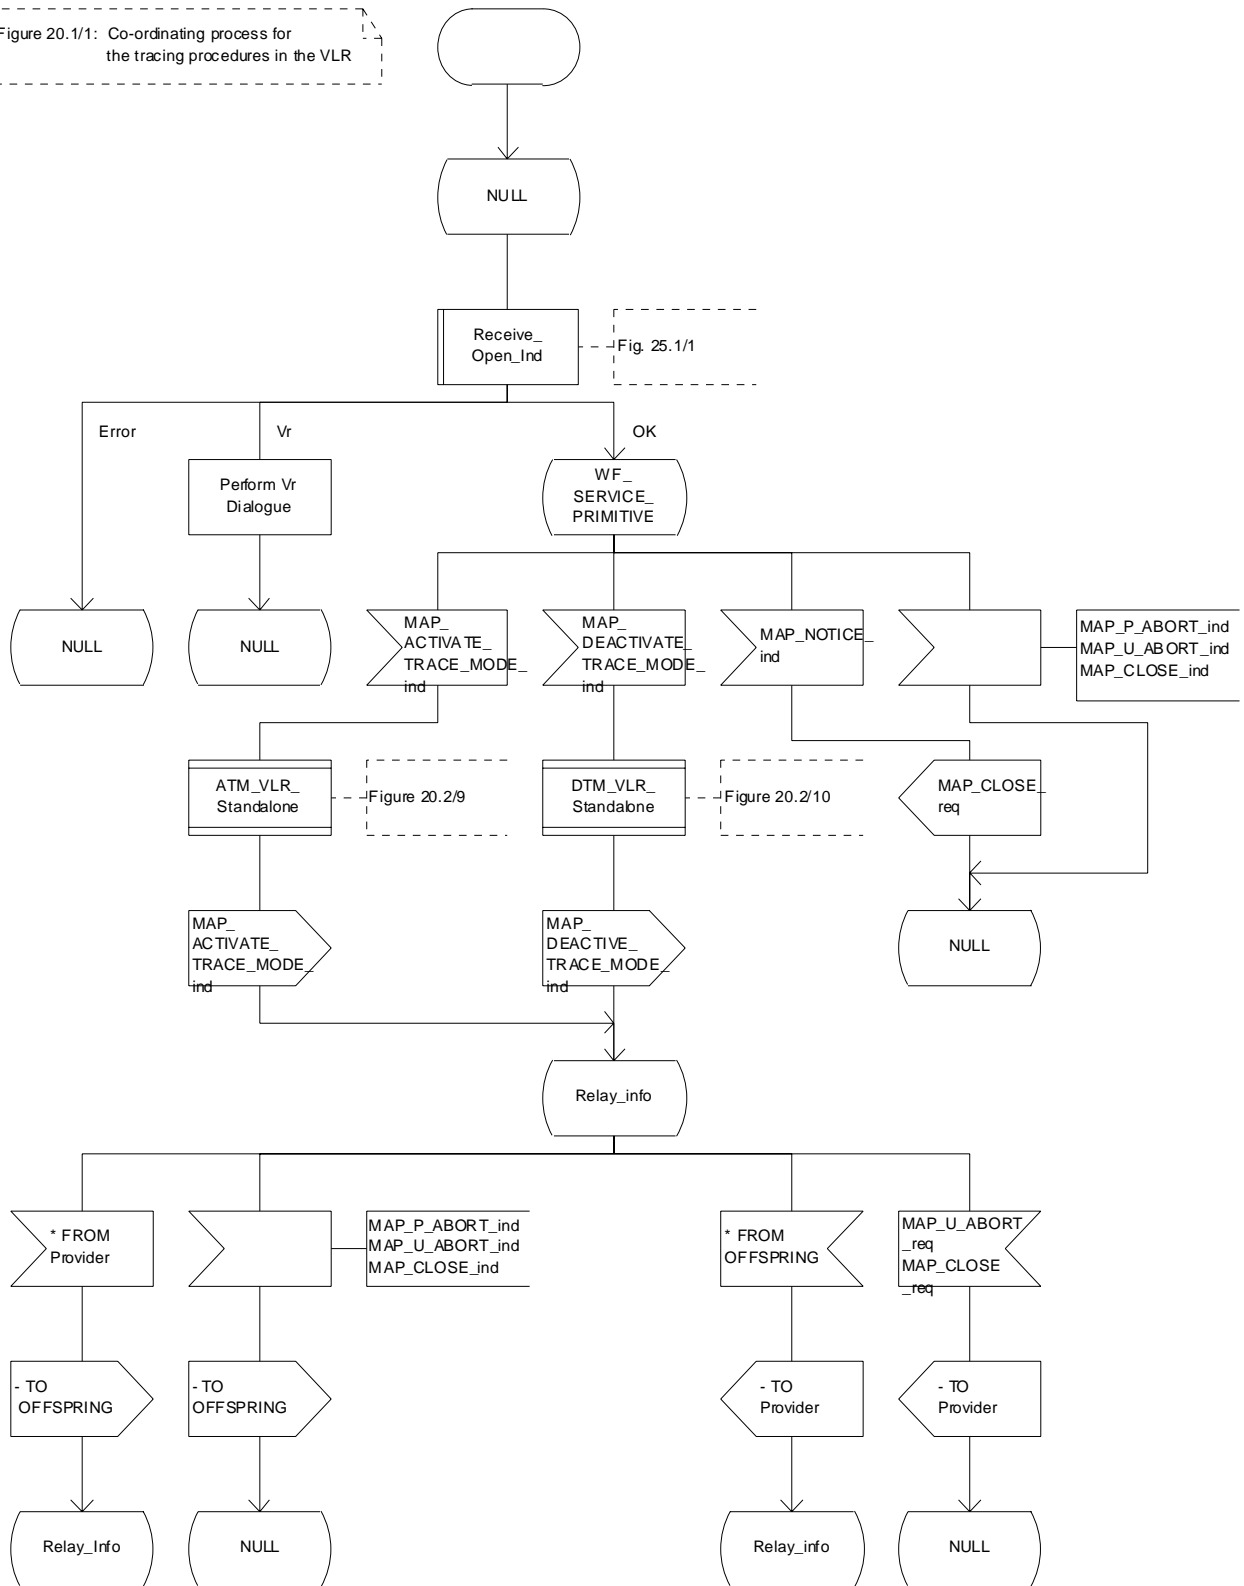 Figure 20.1/1: Co-ordinating process for
the tracing procedures in the VLR
NULL
Receive_
Open_Ind
Fig. 25.1/1
Error
Vr
OK
Perform Vr
Dialogue
WF_
SERVICE_
PRIMITIVE
NULL
NULL
MAP_
ACTIVATE_
TRACE_MODE_
ind
MAP_
DEACTIVATE_
TRACE_MODE_
ind
MAP_NOTICE_
ind
MAP_P_ABORT_ind
MAP_U_ABORT_ind
MAP_CLOSE_ind
ATM_VLR_
Standalone
Figure 20.2/9
DTM_VLR_
Standalone
Figure 20.2/10
MAP_CLOSE_
req
MAP_
ACTIVATE_
TRACE_MODE_
ind
MAP_
DEACTIVE_
TRACE_MODE_
ind
NULL
Relay_info
* FROM
Provider
MAP_P_ABORT_ind
MAP_U_ABORT_ind
MAP_CLOSE_ind
* FROM
OFFSPRING
MAP_U_ABORT
_req
MAP_CLOSE
_req
- TO
OFFSPRING
- TO
OFFSPRING
- TO
Provider
- TO
Provider
Relay_Info
NULL
Relay_info
NULL